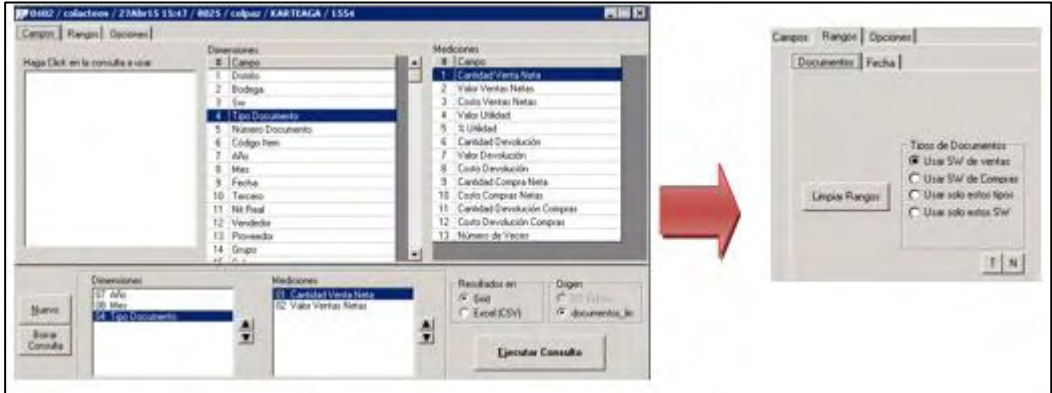 0402 / colacteos / 27Abr15 15:47 / 0825 / colpaz / KARTEAGA / 1554
Campos Rangos Opciones
Haga Click en la consulta a usar
Dimensiones
# Campo
1 Distrito
2 Bodega
3 Sw
4 Tipo Documento
5 Número Documento
6 Código Item
7 Año
8 Mes
9 Fecha
10 Tercero
11 Nit Real
12 Vendedor
13 Proveedor
14 Grupo
Mediciones
# Campo
1 Cantidad Venta Neta
2 Valor Ventas Netas
3 Costo Ventas Netas
4 Valor Utilidad
5 % Utilidad
6 Cantidad Devolución
7 Valor Devolución
8 Costo Devolución
9 Cantidad Compra Neta
10 Costo Compras Netas
11 Cantidad Devolución Compras
12 Costo Devolución Compras
13 Número de Veces
Nuevo
Borrar
Consulta
Dimensiones
07 Año
08 Mes
04 Tipo Documento
Mediciones
01 Cantidad Venta Neta
02 Valor Ventas Netas
Resultados en
Grid
Excel (CSV)
Origen
documentos_lin
Ejecutar Consulta
Campos Rangos Opciones
Documentos Fecha
Limpiar Rangos
Tipos de Documentos
Usar SW de ventas
Usar SW de Compras
Usar solo estos tipos
Usar solo estos SW
T N